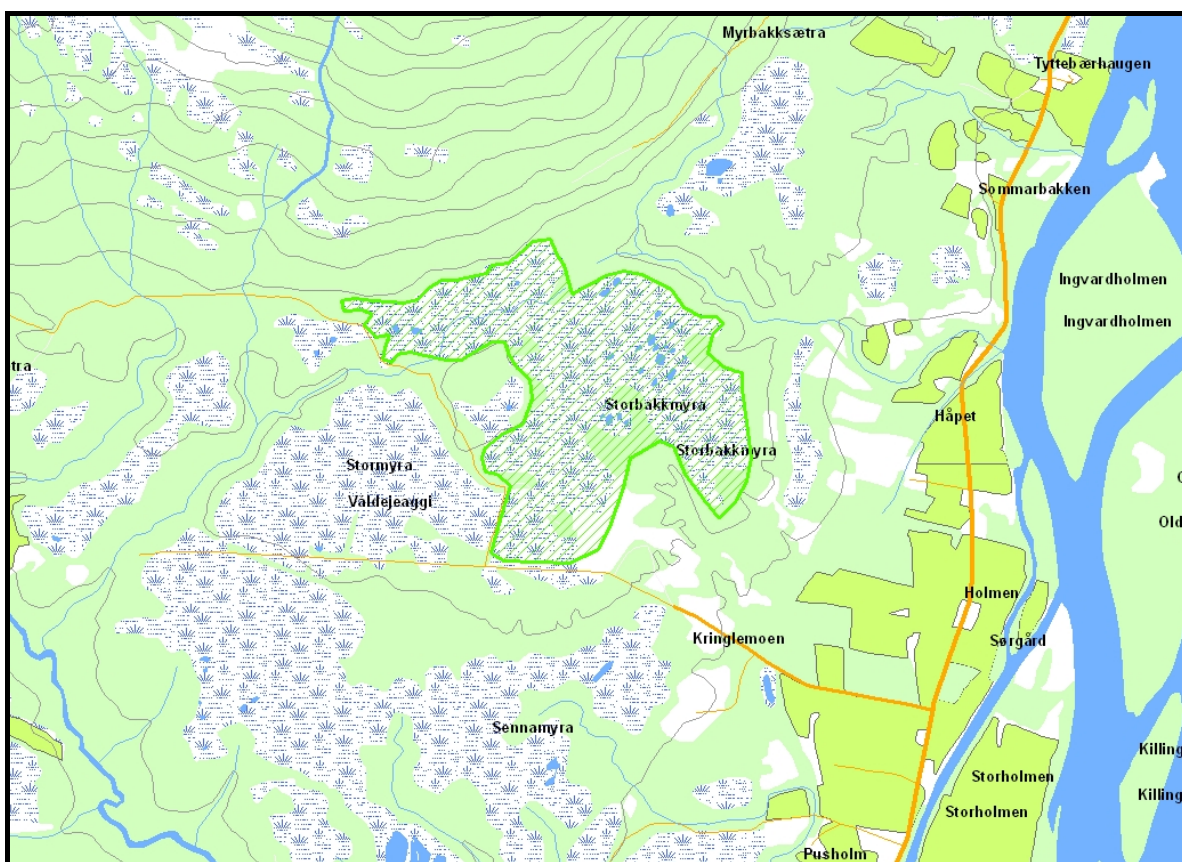 Myrbakksætra
Tyttebærhaugen
Sommarbakken
Ingvardholmen
Ingvardholmen
tra
Storbakkmyra
Håpet
Storbakkmyra
Stormyra
Váldejeaggi
Old
Holmen
Kringlemoen
Sørgård
Sennamyra
Killing
Storholmen
Killing
Storholmen
Pusholm